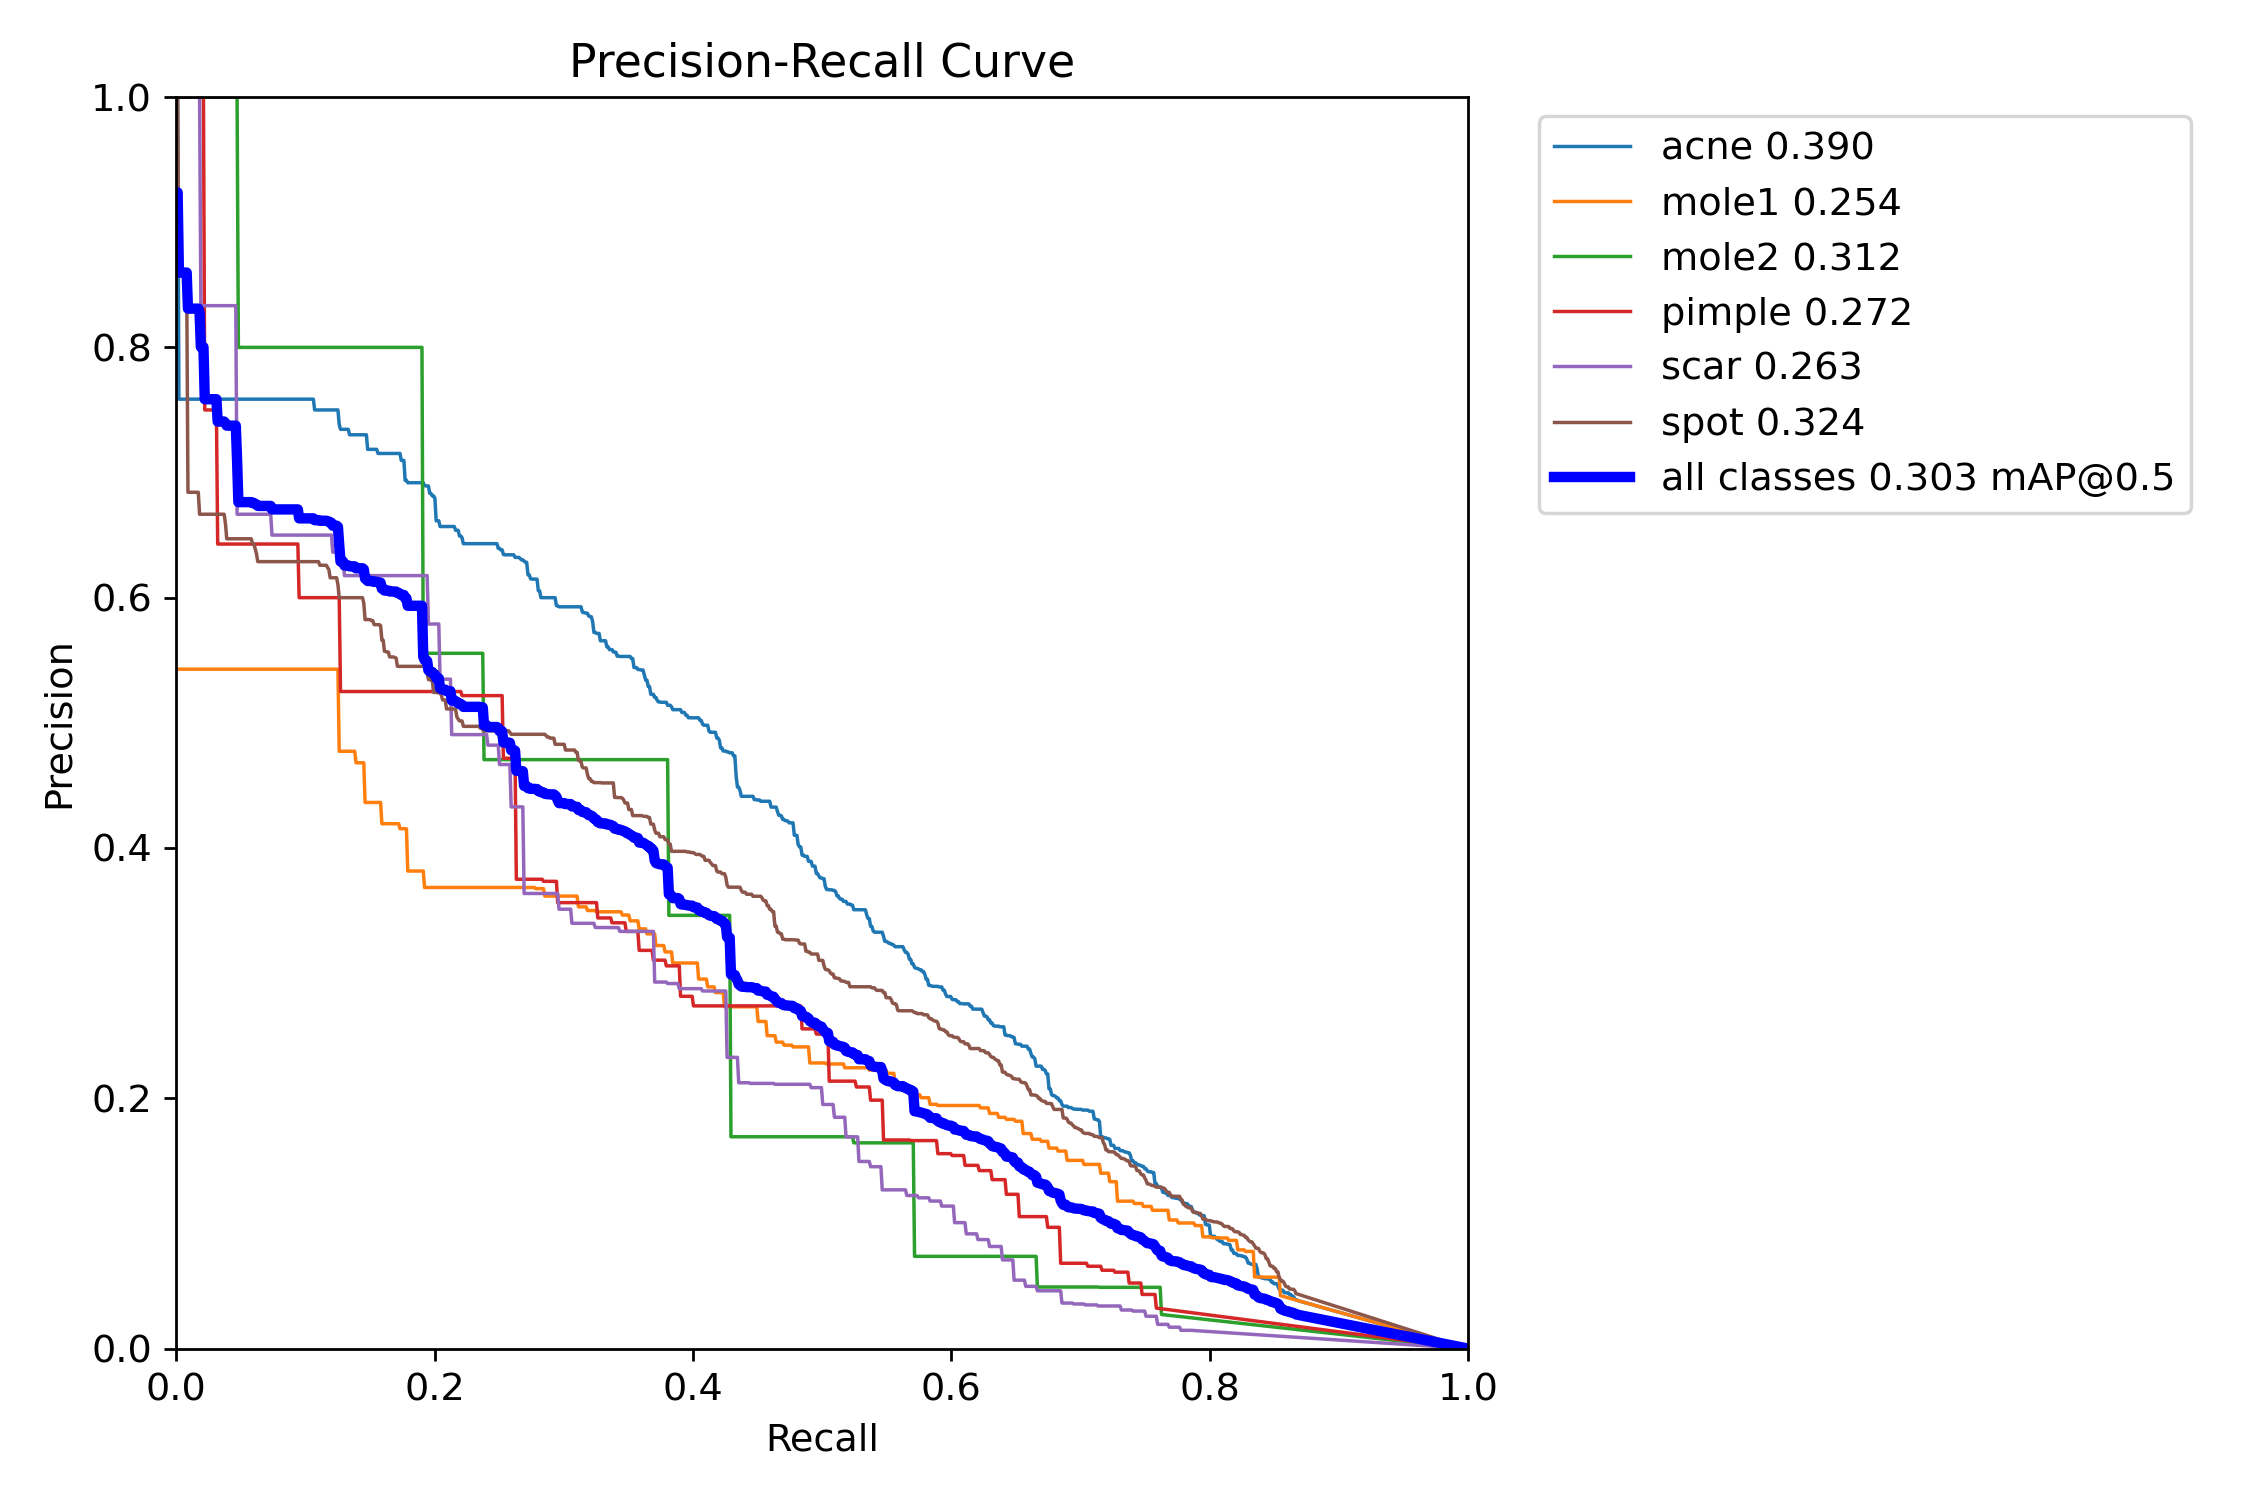 Precision-Recall Curve
1.0
0.8
0.6
0.4
0.2
0.0
Precision
0.0 0.2 0.4 0.6 0.8 1.0
Recall
acne 0.390
mole1 0.254
mole2 0.312
pimple 0.272
scar 0.263
spot 0.324
all classes 0.303 mAP@0.5